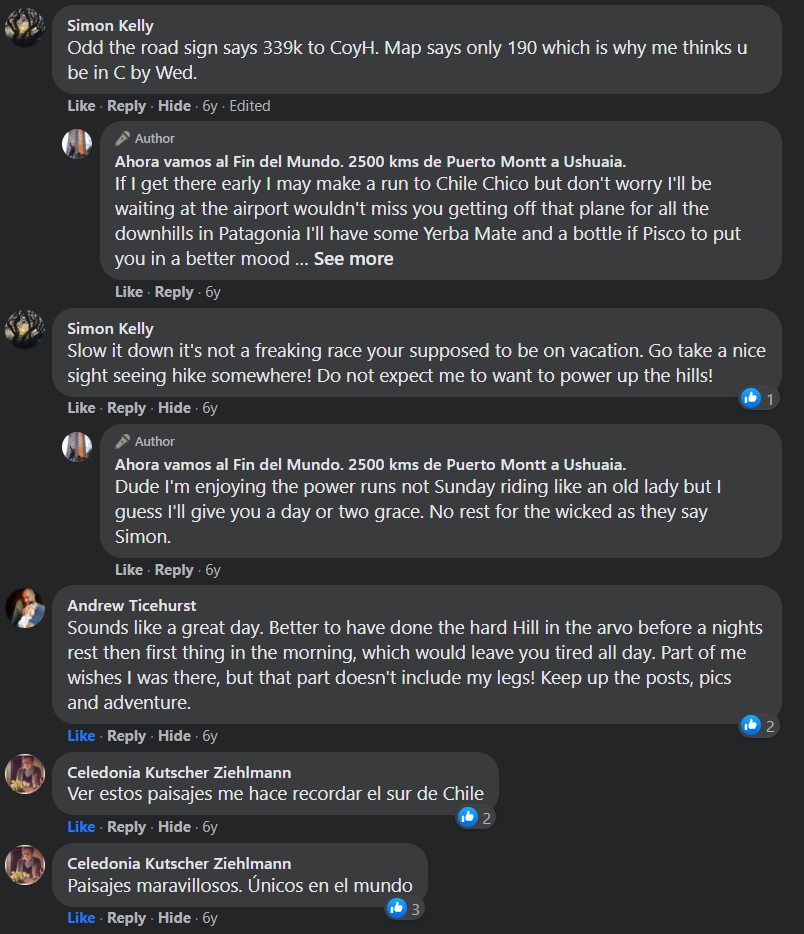 Simon Kelly
Odd the road sign says 339k to CoyH. Map says only 190 which is why me thinks u
be in C by Wed.
Like · Reply · Hide · 6y · Edited
Author
Ahora vamos al Fin del Mundo. 2500 kms de Puerto Montt a Ushuaia.
If I get there early I may make a run to Chile Chico but don't worry I'll be
waiting at the airport wouldn't miss you getting off that plane for all the
downhills in Patagonia I'll have some Yerba Mate and a bottle if Pisco to put
you in a better mood ... See more
Like · Reply · 6y
Simon Kelly
Slow it down it's not a freaking race your supposed to be on vacation. Go take a nice
sight seeing hike somewhere! Do not expect me to want to power up the hills!
1
Like · Reply · Hide · 6y
Author
Ahora vamos al Fin del Mundo. 2500 kms de Puerto Montt a Ushuaia.
Dude I'm enjoying the power runs not Sunday riding like an old lady but I
guess I'll give you a day or two grace. No rest for the wicked as they say
Simon.
Like · Reply · 6y
Andrew Ticehurst
Sounds like a great day. Better to have done the hard Hill in the arvo before a nights
rest then first thing in the morning, which would leave you tired all day. Part of me
wishes I was there, but that part doesn't include my legs! Keep up the posts, pics
and adventure.
2
Like · Reply · Hide · 6y
Celedonia Kutscher Ziehlmann
Ver estos paisajes me hace recordar el sur de Chile
2
Like · Reply · Hide · 6y
Celedonia Kutscher Ziehlmann
Paisajes maravillosos. Únicos en el mundo
3
Like · Reply · Hide · 6y